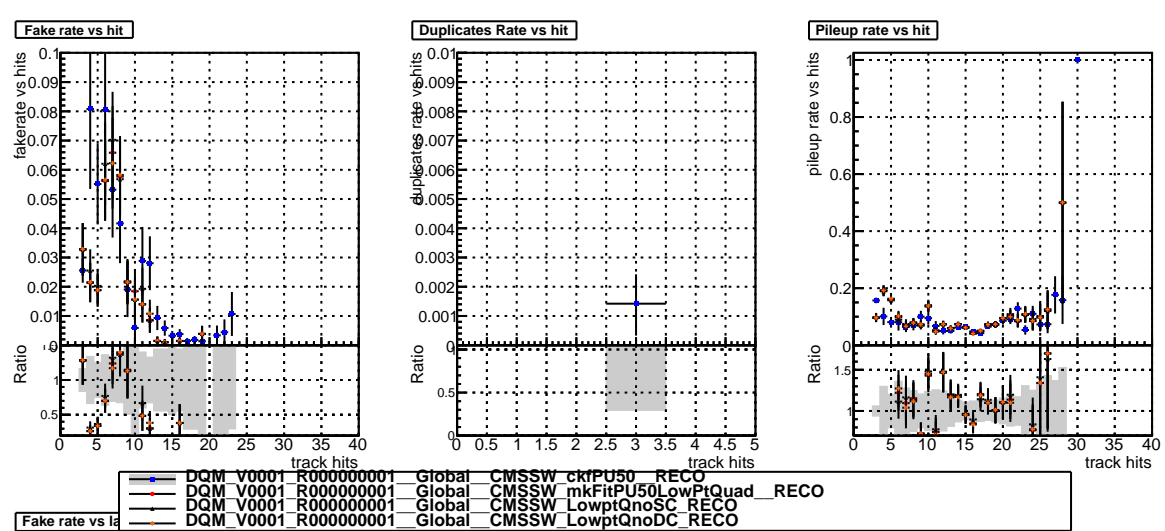 Fake rate vs hit
Duplicates Rate vs hit
Pileup rate vs hit
fakerate vs hits
0.1
0.09
0.08
0.07
0.06
0.05
0.04
0.03
0.02
0.01
0
Ratio
1
0.5
0 5 10 15 20 25 30 35 40
track hits
duplicates rate vs hits
0.01
0.009
0.008
0.007
0.006
0.005
0.004
0.003
0.002
0.001
0
Ratio
1
0.5
0
0 0.5 1 1.5 2 2.5 3 3.5 4 4.5 5
track hits
pileup rate vs hits
1
0.8
0.6
0.4
0.2
0
Ratio
1.5
1
0 5 10 15 20 25 30 35 40
track hits
DQM_V0001_R000000001__Global__CMSSW_ckfPU50__RECO
DQM_V0001_R000000001__Global__CMSSW_mkFitPU50LowPtQuad__RECO
DQM_V0001_R000000001__Global__CMSSW_LowptQnoSC_RECO
DQM_V0001_R000000001__Global__CMSSW_LowptQnoDC_RECO
Fake rate vs la